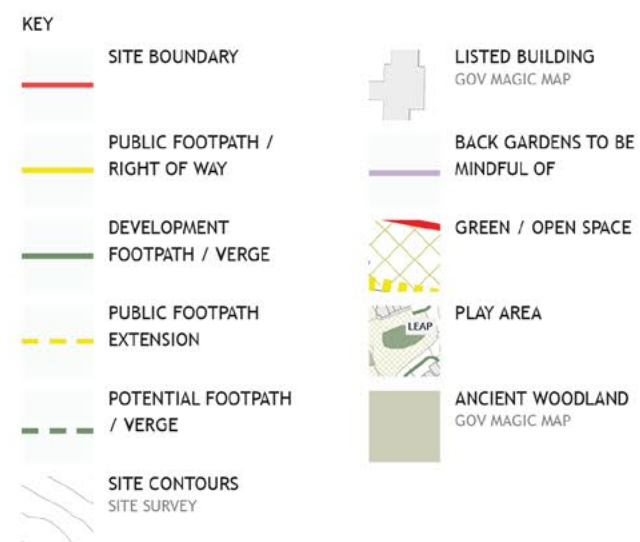 KEY
SITE BOUNDARY
PUBLIC FOOTPATH /
RIGHT OF WAY
DEVELOPMENT
FOOTPATH / VERGE
PUBLIC FOOTPATH
EXTENSION
POTENTIAL FOOTPATH
/ VERGE
SITE CONTOURS
SITE SURVEY
LISTED BUILDING
GOV MAGIC MAP
BACK GARDENS TO BE
MINDFUL OF
GREEN / OPEN SPACE
LEAP
PLAY AREA
ANCIENT WOODLAND
GOV MAGIC MAP